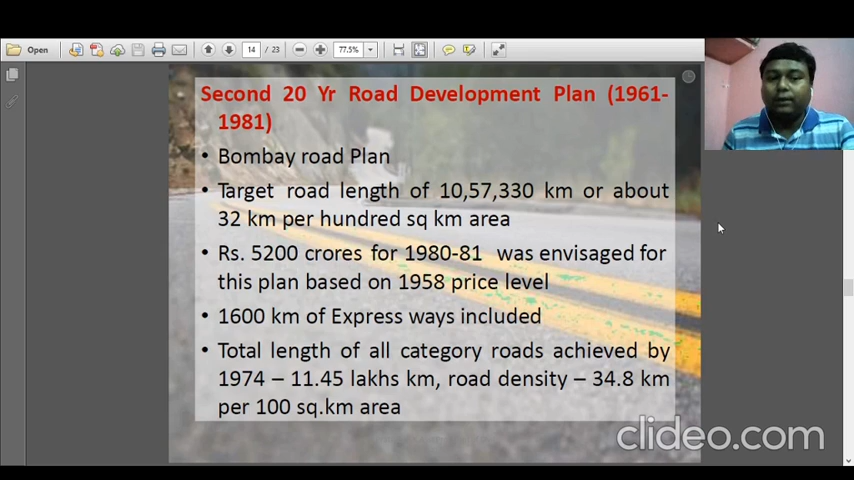 Open
14 / 23
77.5%
Second 20 Yr Road Development Plan (1961-
1981)
• Bombay road Plan
• Target road length of 10,57,330 km or about
32 km per hundred sq km area
• Rs. 5200 crores for 1980-81 was envisaged for
this plan based on 1958 price level
• 1600 km of Express ways included
• Total length of all category roads achieved by
1974 – 11.45 lakhs km, road density – 34.8 km
per 100 sq.km area
clideo.com